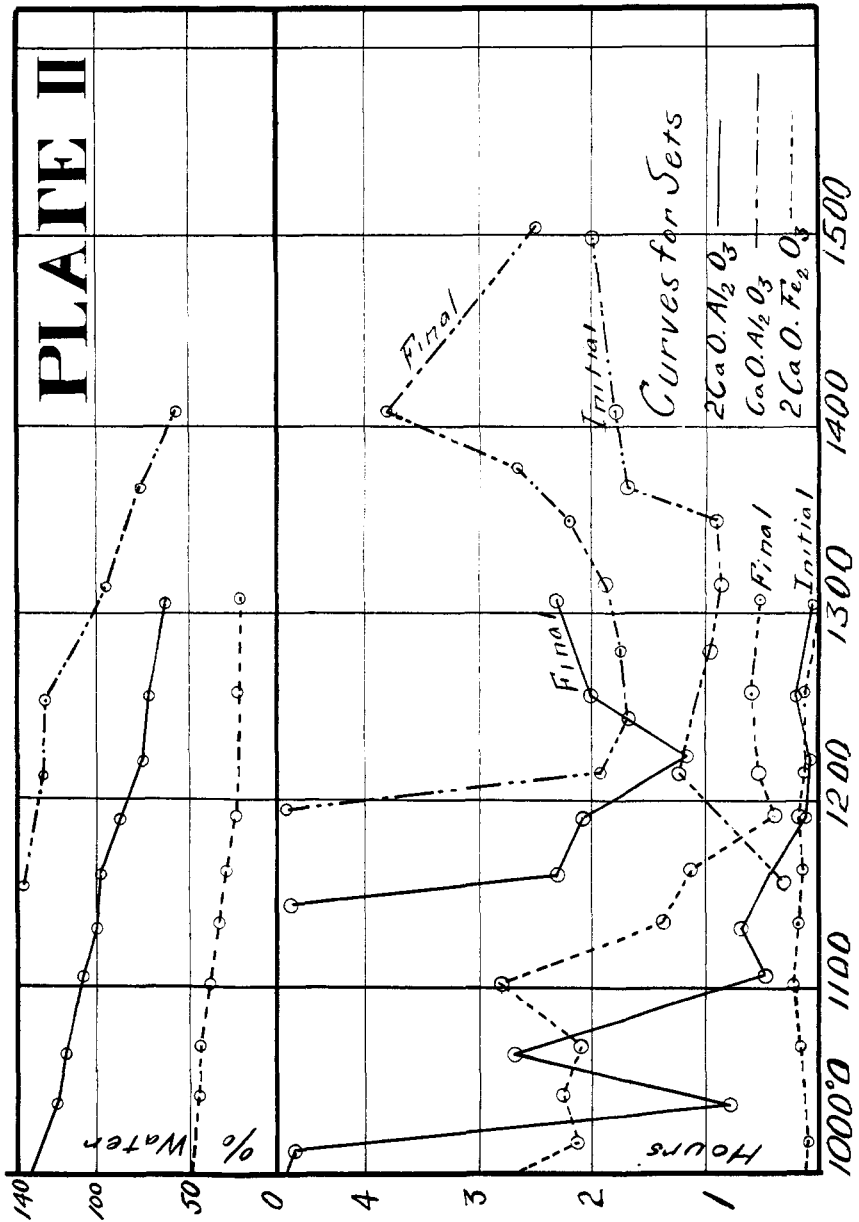 PLATE II
140
100
50
0
% Water
4
3
2
1
Hours
1000°C
1100
1200
1300
1400
1500
Final
Initial
Final
Final
Initial
Curves for Sets
2CaO.Al2O3
CaO.Al2O3
2CaO.Fe2O3